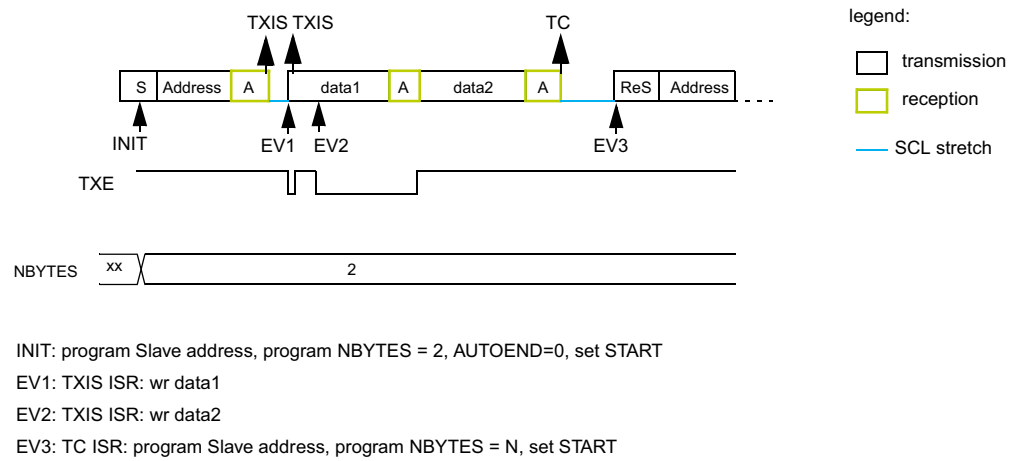 legend:
TXIS TXIS TC
transmission
S Address A data1 A data2 A ReS Address
reception
INIT EV1 EV2 EV3
SCL stretch
TXE
NBYTES xx 2
INIT: program Slave address, program NBYTES = 2, AUTOEND=0, set START
EV1: TXIS ISR: wr data1
EV2: TXIS ISR: wr data2
EV3: TC ISR: program Slave address, program NBYTES = N, set START